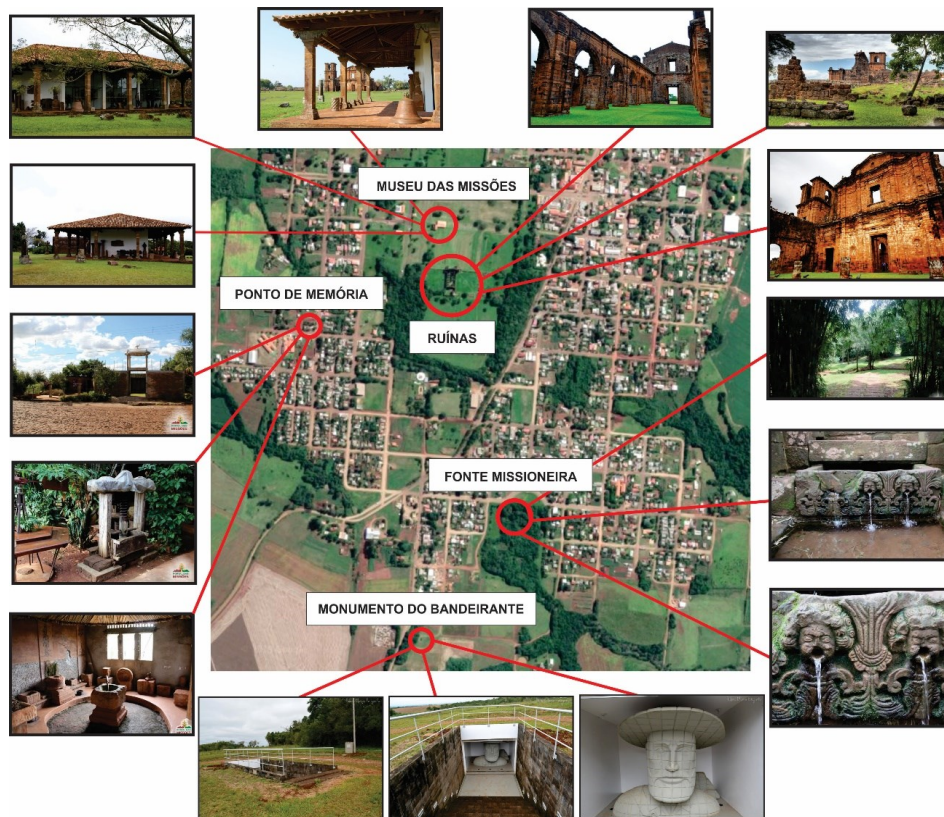 MUSEU DAS MISSÕES
PONTO DE MEMÓRIA
RUÍNAS
FONTE MISSIONEIRA
MONUMENTO DO BANDEIRANTE